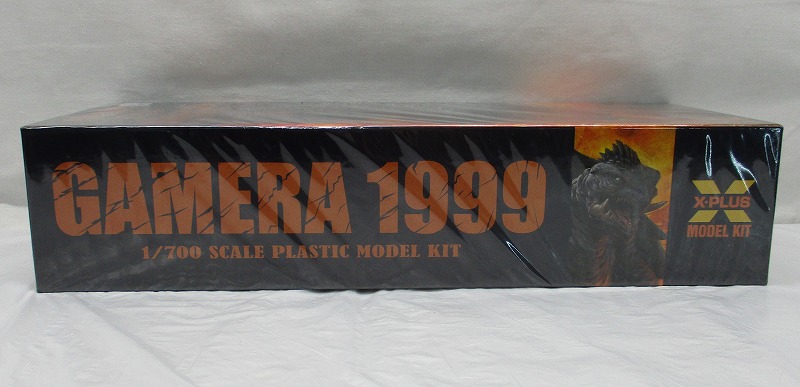 GAMERA 1999
1/700 SCALE PLASTIC MODEL KIT
X-PLUS
MODEL KIT